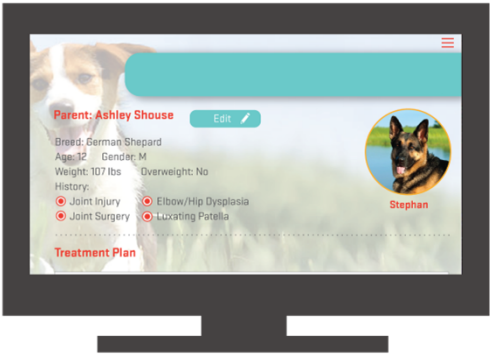 Parent: Ashley Shouse
Edit
Breed: German Shepard
Age: 12 Gender: M
Weight: 107 lbs Overweight: No
History:
Joint Injury Elbow/Hip Dysplasia
Joint Surgery Luxating Patella
Stephan
Treatment Plan